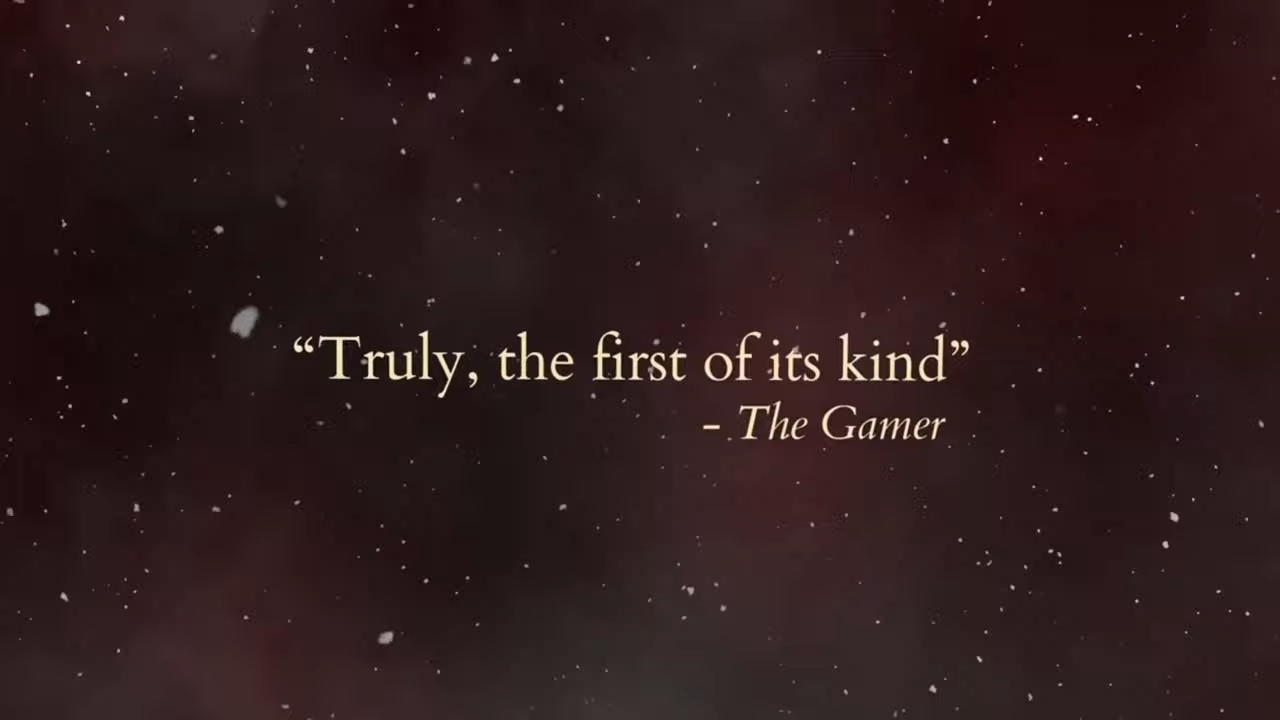 “Truly, the first of its kind”
- The Gamer